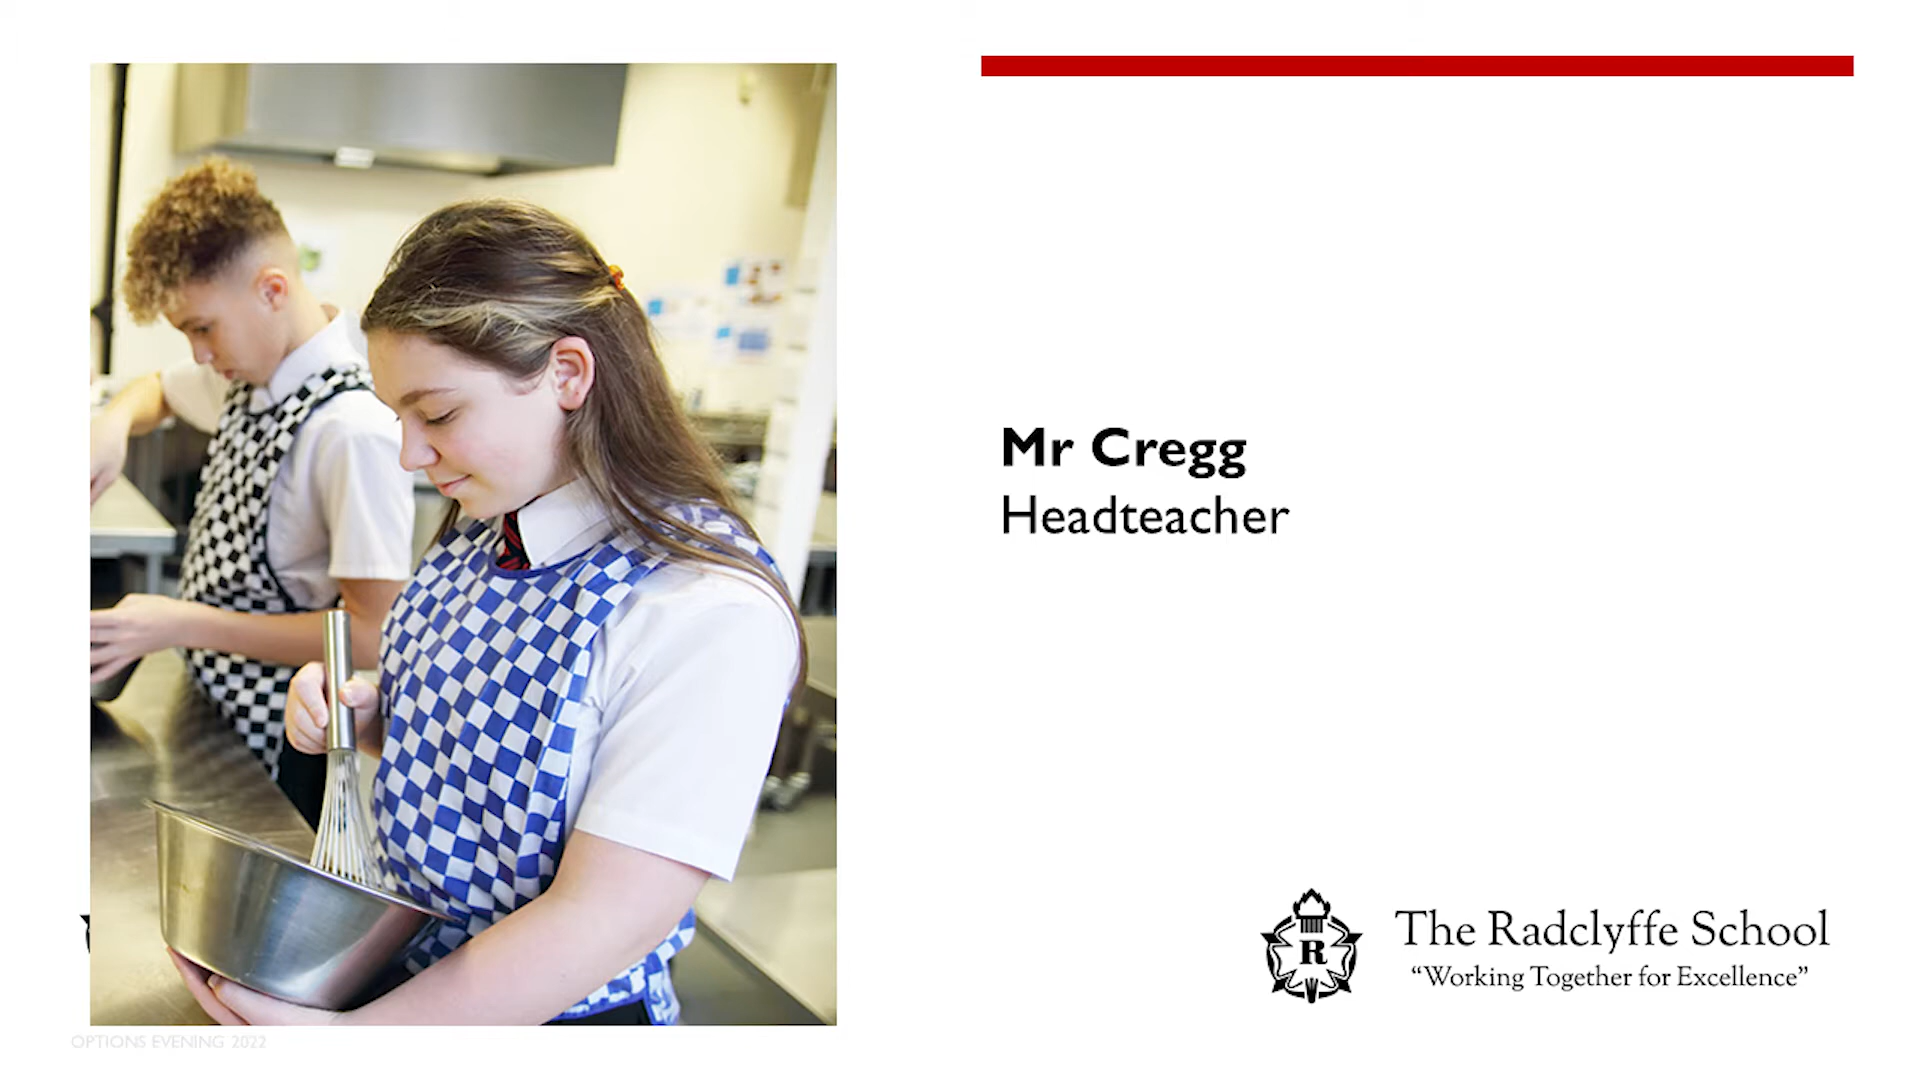 Mr Cregg
Headteacher
R
The Radclyffe School
“Working Together for Excellence”
OPTIONS EVENING 2022